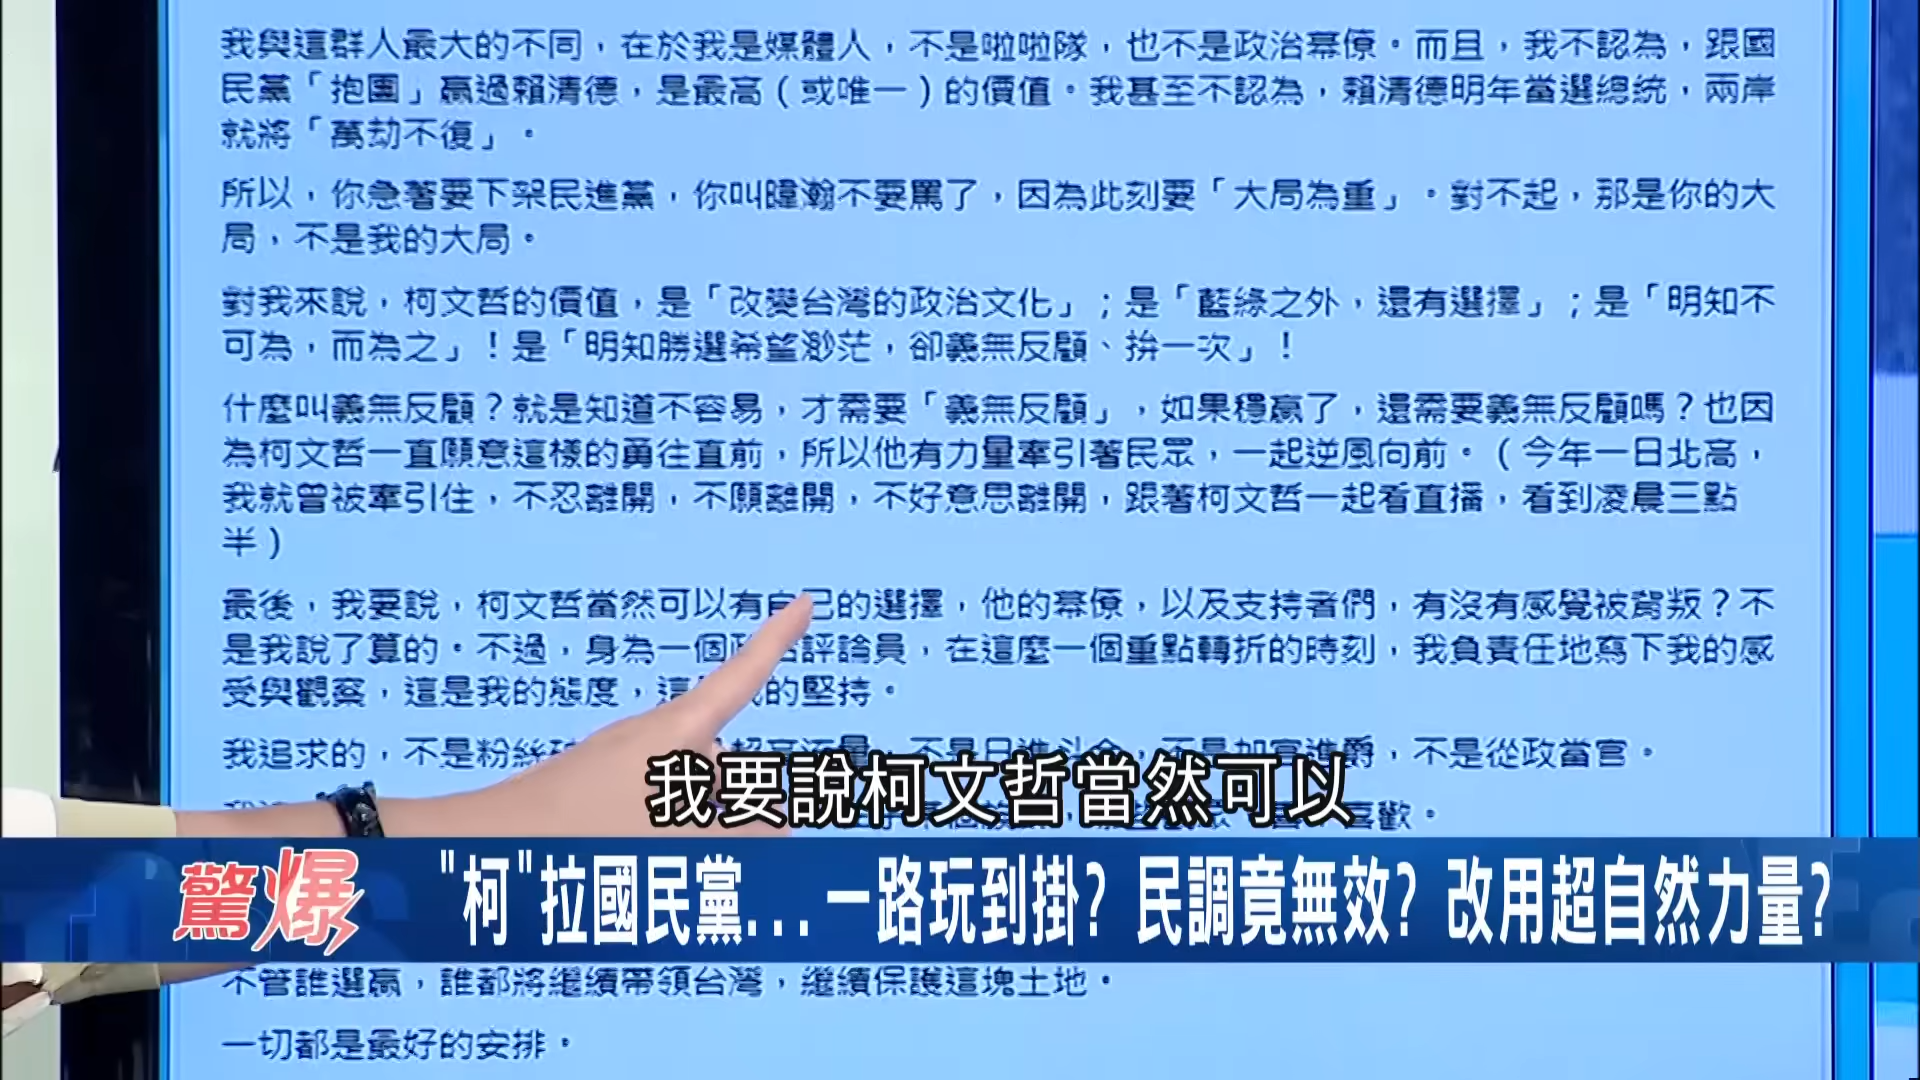 我與這群人最大的不同，在於我是媒體人，不是啦啦隊，也不是政治幕僚。而且，我不認為，跟國
民黨「抱團」贏過賴清德，是最高（或唯一）的價值。我甚至不認為，賴清德明年當選總統，兩岸
就將「萬劫不復」。
所以，你急著要下架民進黨，你叫暐瀚不要罵了，因為此刻要「大局為重」。對不起，那是你的大
局，不是我的大局。
對我來說，柯文哲的價值，是「改變台灣的政治文化」；是「藍綠之外，還有選擇」；是「明知不
可為，而為之」！是「明知勝選希望渺茫，卻義無反顧、拚一次」！
什麼叫義無反顧？就是知道不容易，才需要「義無反顧」，如果穩贏了，還需要義無反顧嗎？也因
為柯文哲一直願意這樣的勇往直前，所以他有力量牽引著民眾，一起逆風向前。（今年一日北高，
我就曾被牽引住，不忍離開，不願離開，不好意思離開，跟著柯文哲一起看直播，看到凌晨三點
半）
最後，我要說，柯文哲當然可以有自己的選擇，他的幕僚，以及支持者們，有沒有感覺被背叛？不
是我說了算的。不過，身為一個評論員，在這麼一個重點轉折的時刻，我負責任地寫下我的感
受與觀察，這是我的態度，的堅持。
我追求的，不是粉絲 不是日進斗金，不是加官進爵，不是從政當官。
喜歡。
我要說柯文哲當然可以
驚爆
"柯"拉國民黨...一路玩到掛? 民調竟無效? 改用超自然力量?
不管誰選贏，誰都將繼續帶領台灣，繼續保護這塊土地。
一切都是最好的安排。